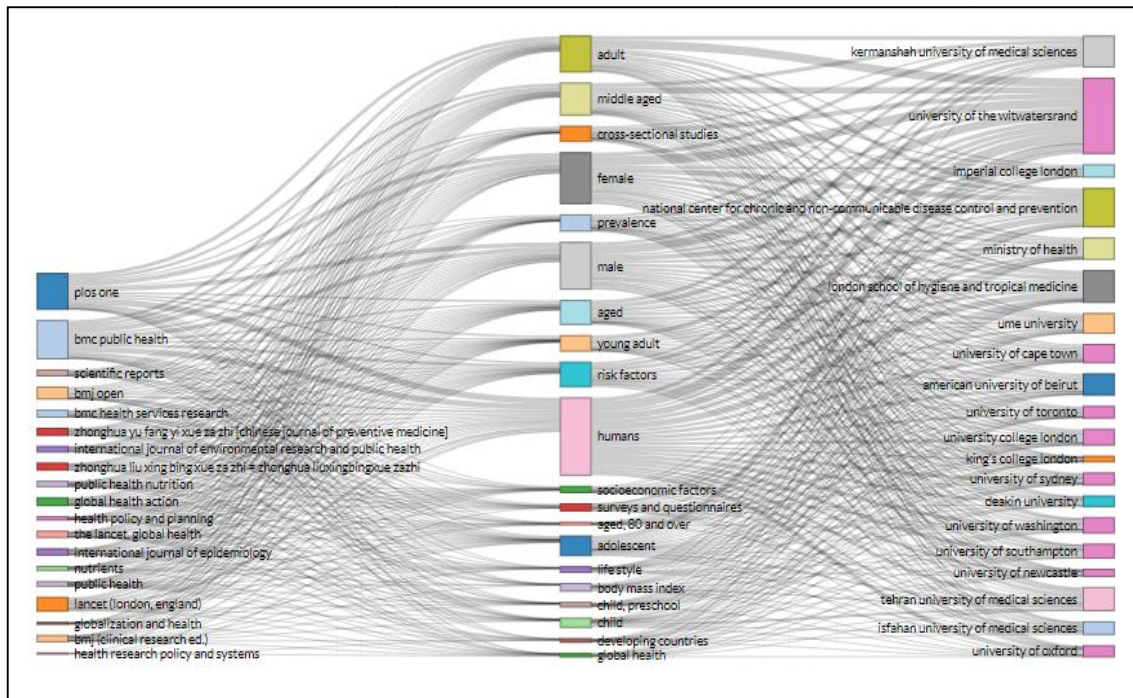 plos one
bmc public health
scientific reports
bmj open
bmc health services research
zhonghua yu fang yi xue za zhi [chinese journal of preventive medicine]
international journal of environmental research and public health
zhonghua liu xing bing xue za zhi = zhonghua liuxingbingxue zazhi
public health nutrition
global health action
health policy and planning
the lancet, global health
international journal of epidemiology
nutrients
public health
lancet (london, england)
globalization and health
bmj (clinical research ed.)
health research policy and systems
adult
middle aged
cross-sectional studies
female
prevalence
male
aged
young adult
risk factors
humans
socioeconomic factors
surveys and questionnaires
aged, 80 and over
adolescent
life style
body mass index
child, preschool
child
developing countries
global health
kermanshah university of medical sciences
university of the witwatersrand
imperial college london
national center for chronic and non-communicable disease control and prevention
ministry of health
london school of hygiene and tropical medicine
ume university
university of cape town
american university of beirut
university of toronto
university college london
king's college london
university of sydney
deakin university
university of washington
university of southampton
university of newcastle
tehran university of medical sciences
isfahan university of medical sciences
university of oxford